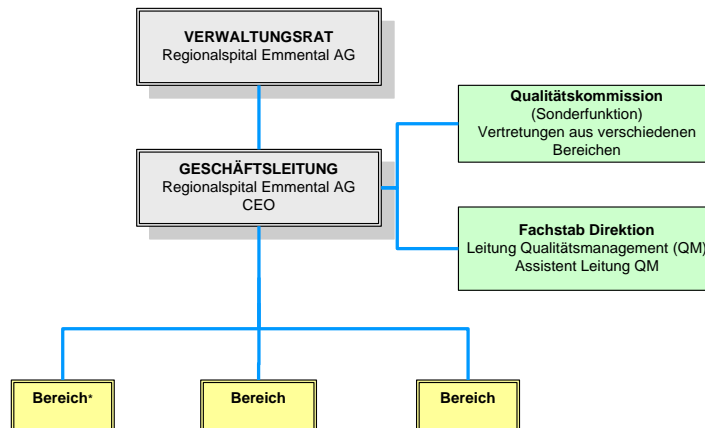 VERWALTUNGSRAT
Regionalspital Emmental AG
Qualitätskommission
(Sonderfunktion)
Vertretungen aus verschiedenen
Bereichen
GESCHÄFTSLEITUNG
Regionalspital Emmental AG
CEO
Fachstab Direktion
Leitung Qualitätsmanagement (QM)
Assistent Leitung QM
Bereich*
Bereich
Bereich